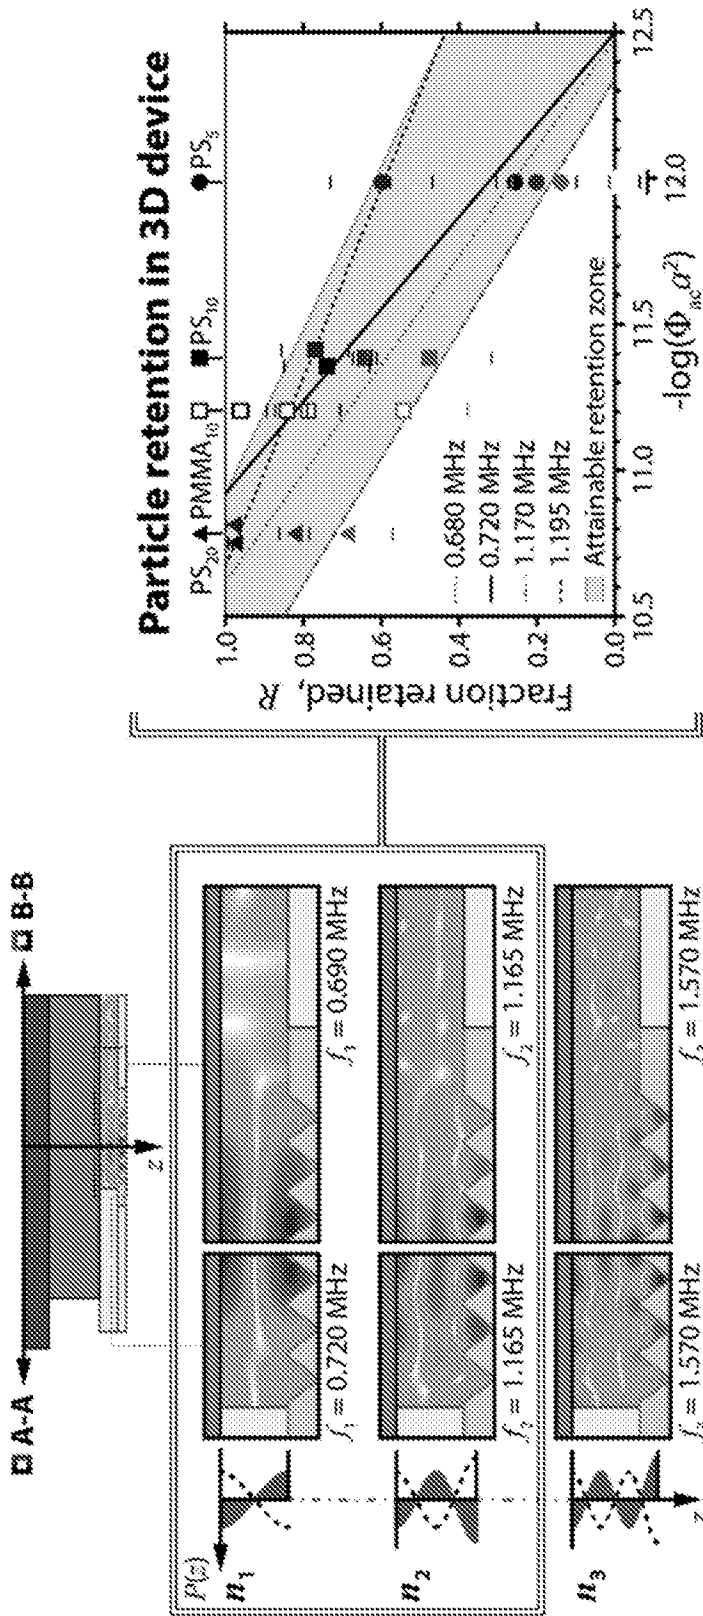 A-A
B-B
z
P(z)
n1
f1 = 0.720 MHz
f1 = 0.690 MHz
n2
f2 = 1.165 MHz
f2 = 1.165 MHz
n3
f3 = 1.570 MHz
f3 = 1.570 MHz
z
Particle retention in 3D device
PS20 PMMA10 PS10 PS5
Fraction retained, R
1.0
0.8
0.6
0.4
0.2
0.0
0.680 MHz
0.720 MHz
1.170 MHz
1.195 MHz
Attainable retention zone
10.5 11.0 11.5 12.0 12.5
-log(Φac a²)